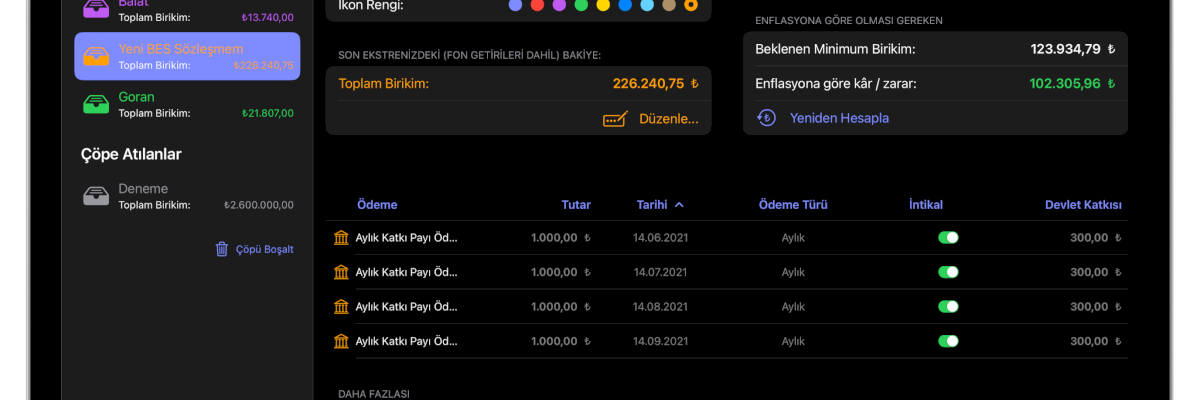 Balat
Toplam Birikim: ₺13.740,00
Yeni BES Sözleşmem
Toplam Birikim: ₺226.240,75
Goran
Toplam Birikim: ₺21.807,00
Çöpe Atılanlar
Deneme
Toplam Birikim: ₺2.600.000,00
Çöpü Boşalt
İkon Rengi:
SON EKSTRENİZDEKİ (FON GETİRİLERİ DAHİL) BAKİYE:
Toplam Birikim: 226.240,75 ₺
Düzenle...
ENFLASYONA GÖRE OLMASI GEREKEN
Beklenen Minimum Birikim: 123.934,79 ₺
Enflasyona göre kâr / zarar: 102.305,96 ₺
Yeniden Hesapla
Ödeme Tutar Tarihi Ödeme Türü İntikal Devlet Katkısı
Aylık Katkı Payı Öd... 1.000,00 ₺ 14.06.2021 Aylık 300,00 ₺
Aylık Katkı Payı Öd... 1.000,00 ₺ 14.07.2021 Aylık 300,00 ₺
Aylık Katkı Payı Öd... 1.000,00 ₺ 14.08.2021 Aylık 300,00 ₺
Aylık Katkı Payı Öd... 1.000,00 ₺ 14.09.2021 Aylık 300,00 ₺
DAHA FAZLASI